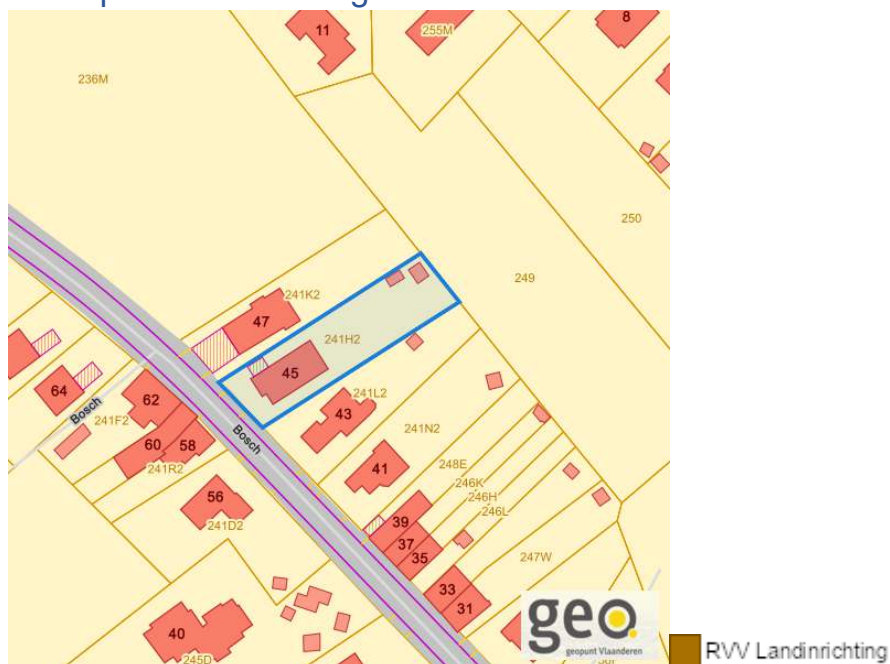 11
255M
8
236M
250
249
241K2
47
241H2
45
64
Bosch
62
241F2
43
241L2
Bosch
241N2
60
58
241R2
41
248E
246K
246H
246L
56
241D2
39
37
35
247W
33
31
40
245D
geo
geopunt Vlaanderen
RVV Landinrichting